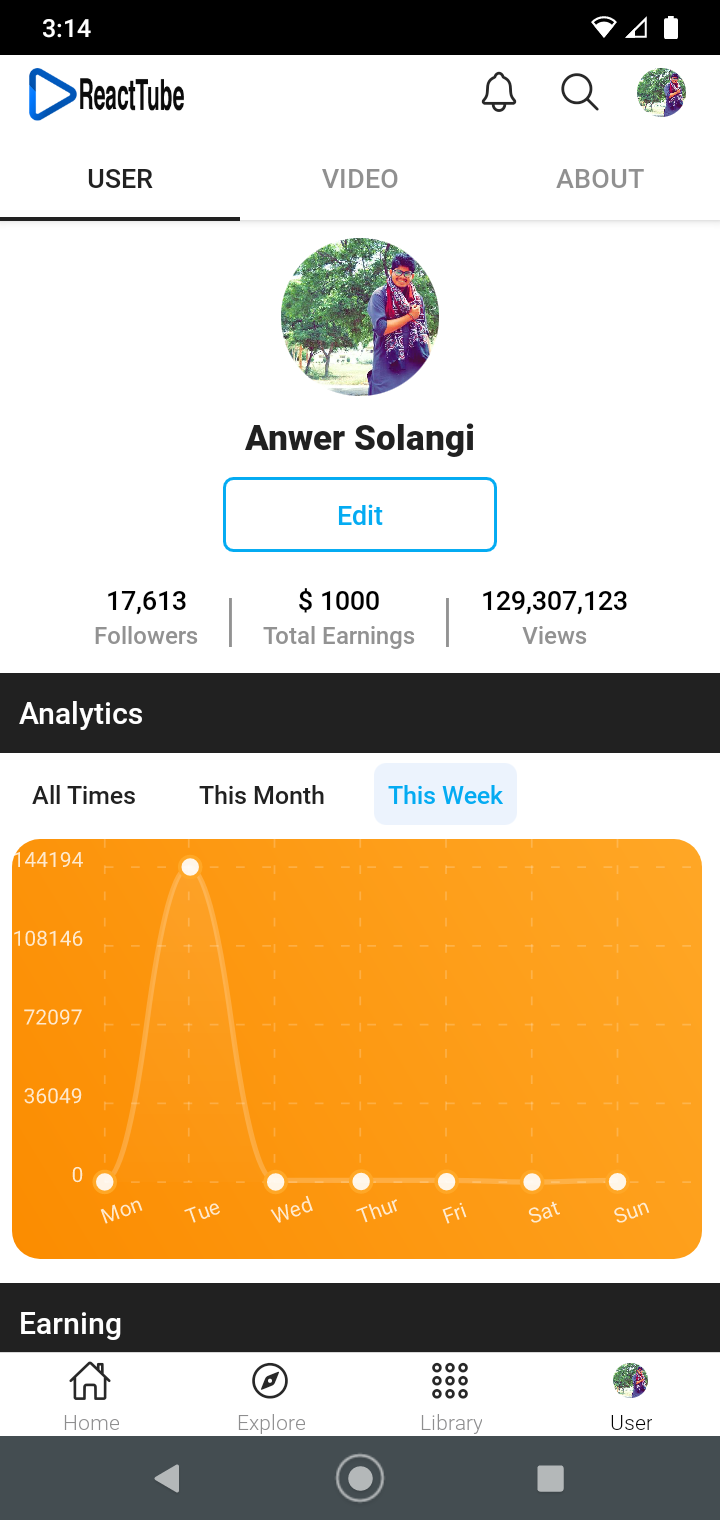 3:14
ReactTube
USER VIDEO ABOUT
Anwer Solangi
Edit
17,613 $ 1000 129,307,123
Followers Total Earnings Views
Analytics
All Times This Month This Week
144194
108146
72097
36049
0
Mon Tue Wed Thur Fri Sat Sun
Earning
Home Explore Library User